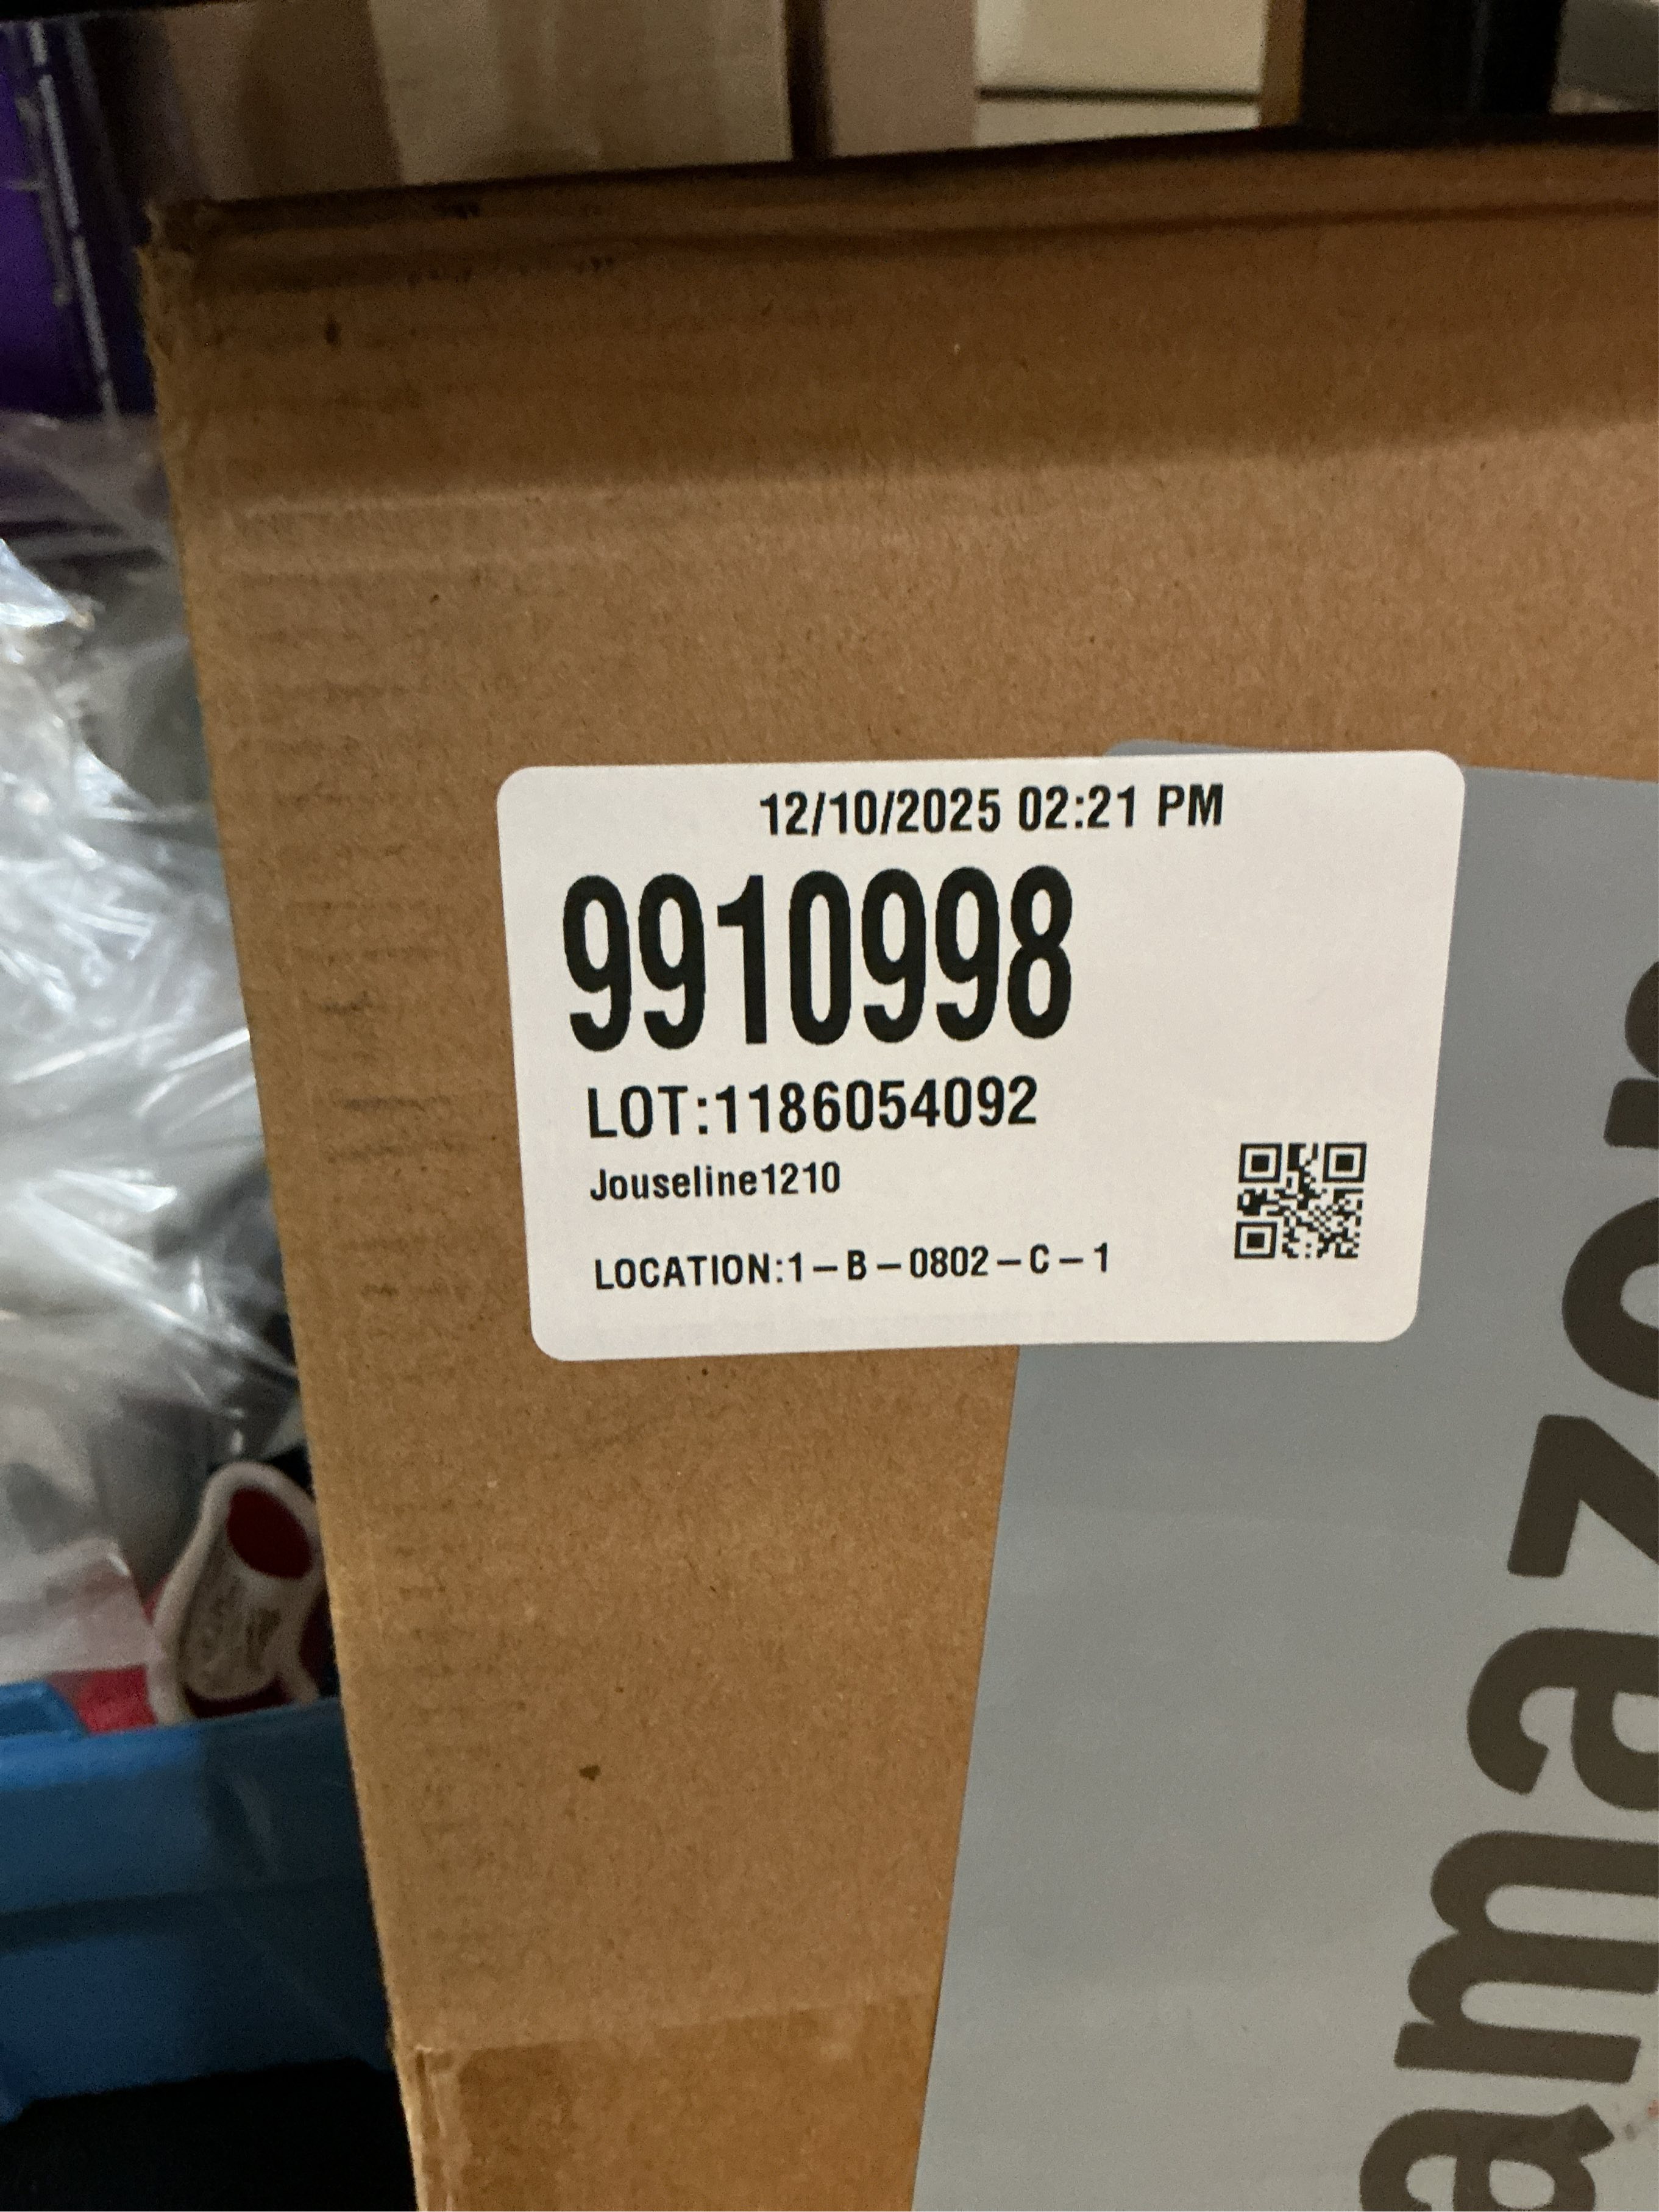 12/10/2025 02:21 PM
9910998
LOT:1186054092
Jouseline1210
LOCATION:1-B-0802-C-1
amazon